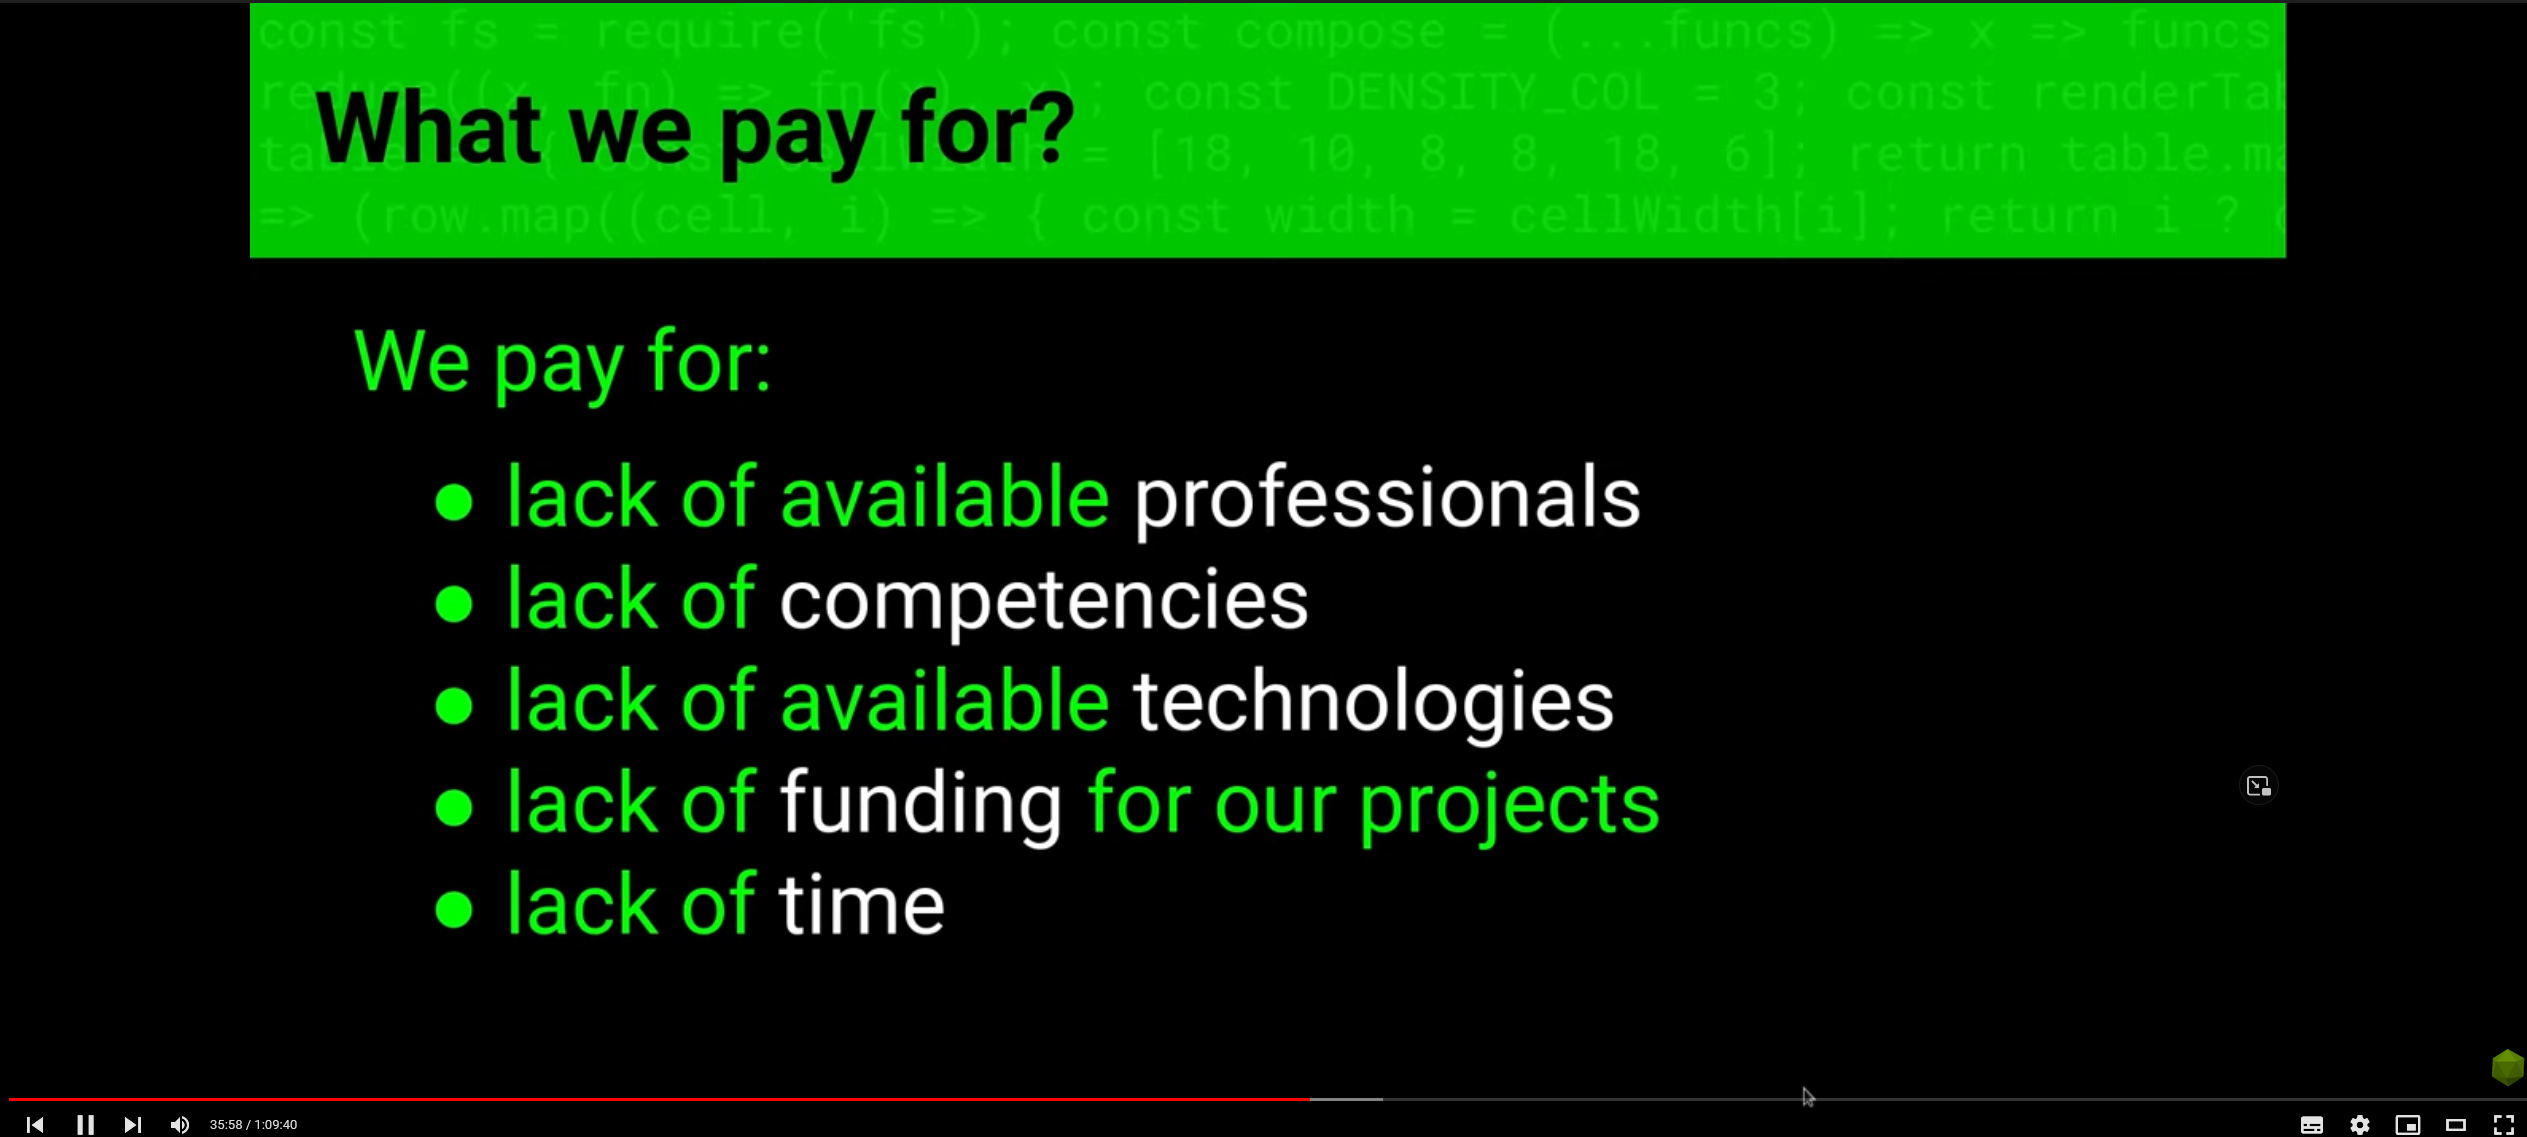 const fs = require('fs'); const compose = (...funcs) => x => funcs
reduce((x, fn) => fn(x), x); const DENSITY_COL = 3; const renderTab
What we pay for?
= [18, 10, 8, 8, 18, 6]; return table.ma
=> (row.map((cell, i) => { const width = cellWidth[i]; return i ? c
We pay for:
● lack of available professionals
● lack of competencies
● lack of available technologies
● lack of funding for our projects
● lack of time
35:58 / 1:09:40